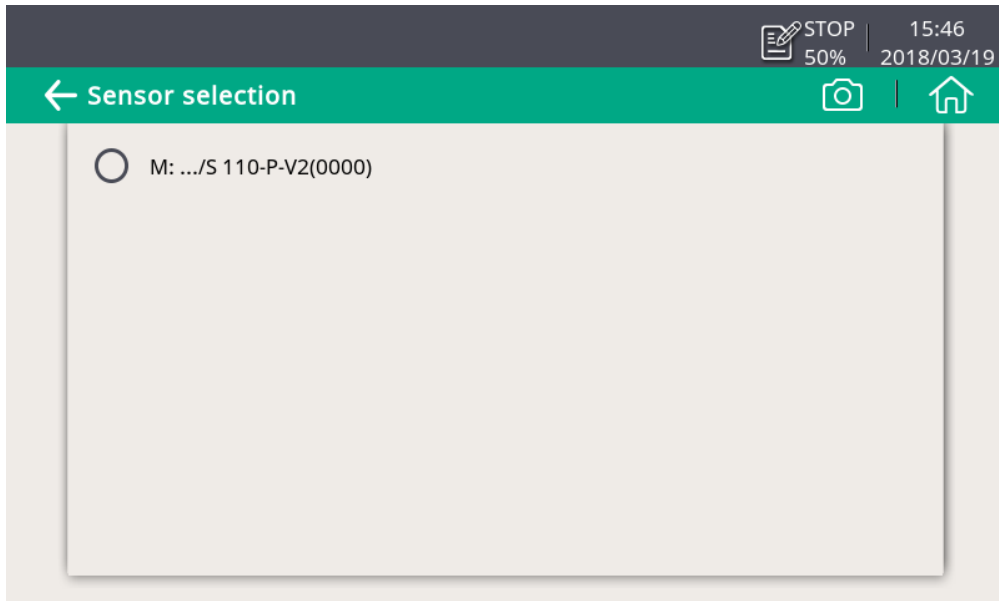 STOP 15:46
50% 2018/03/19
Sensor selection
M: .../S 110-P-V2(0000)